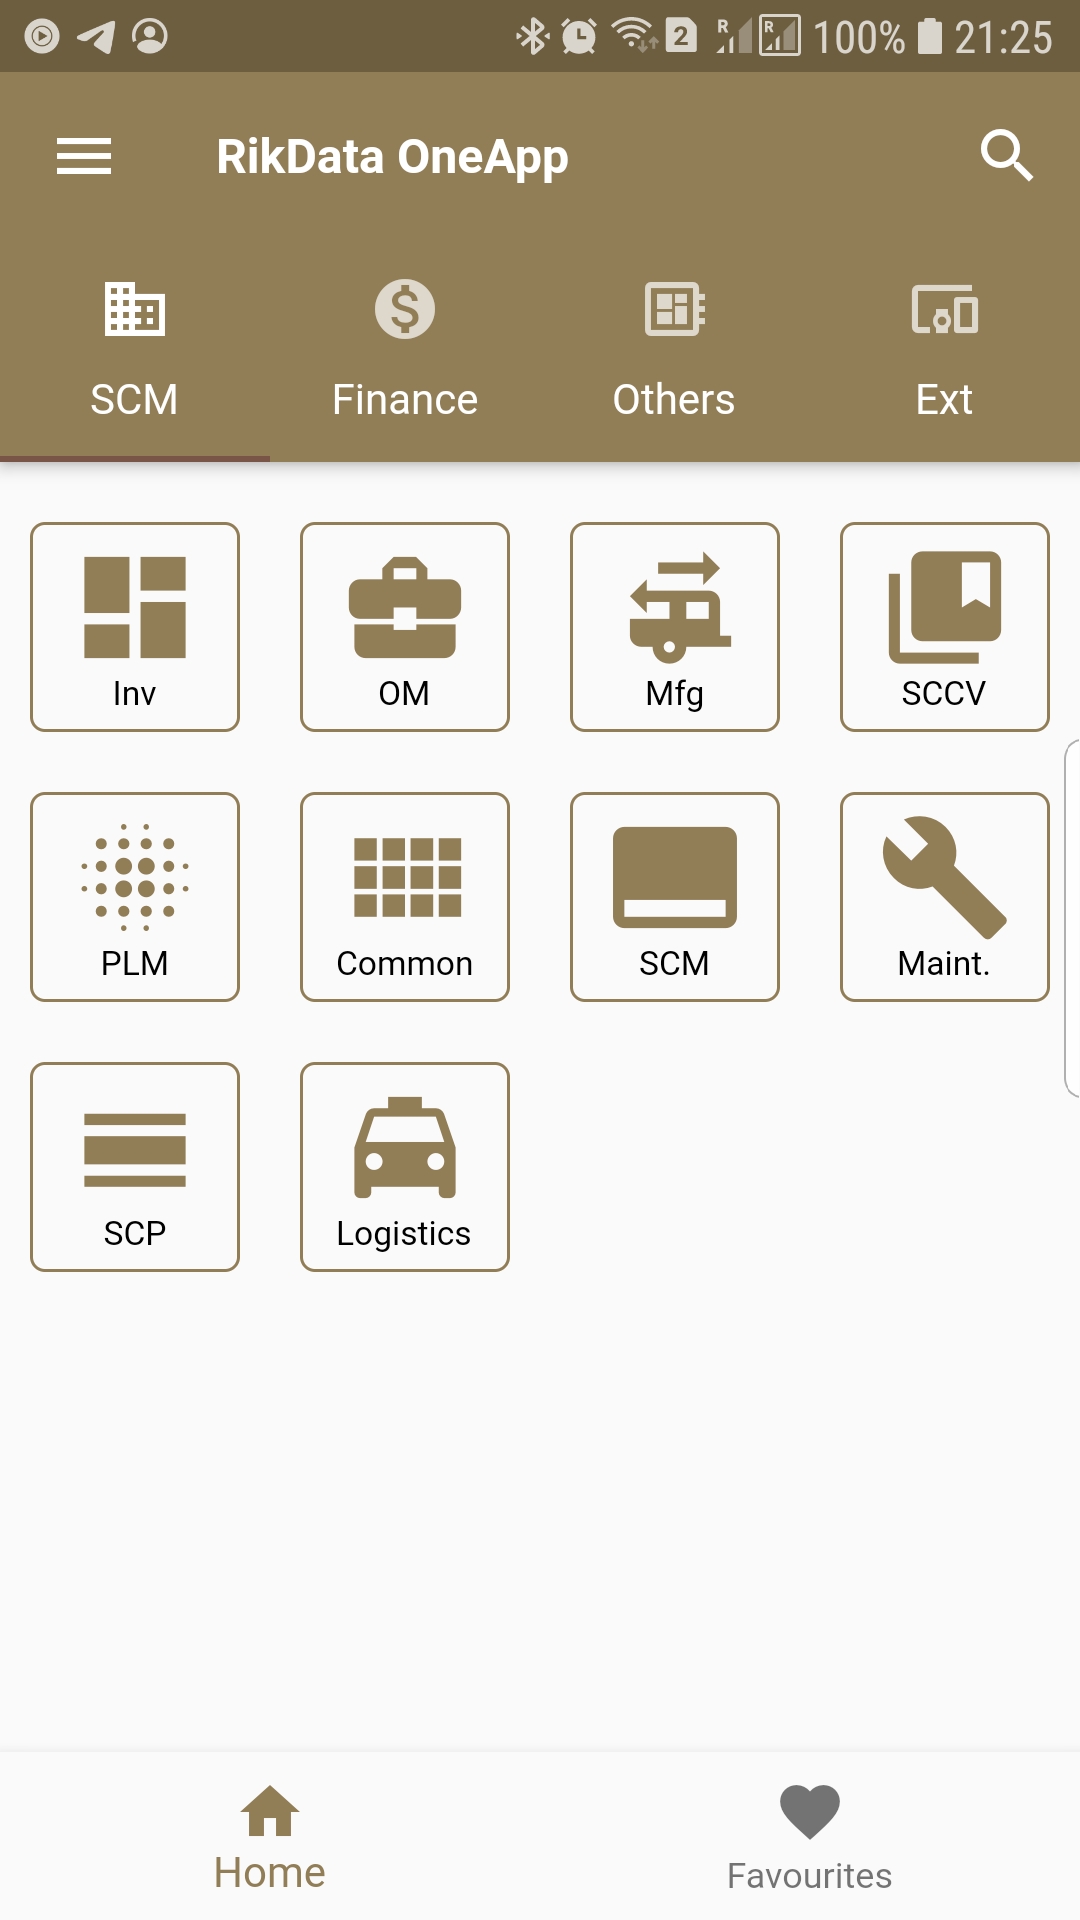 2 R R 100% 21:25
RikData OneApp
SCM Finance Others Ext
Inv OM Mfg SCCV
PLM Common SCM Maint.
SCP Logistics
Home Favourites